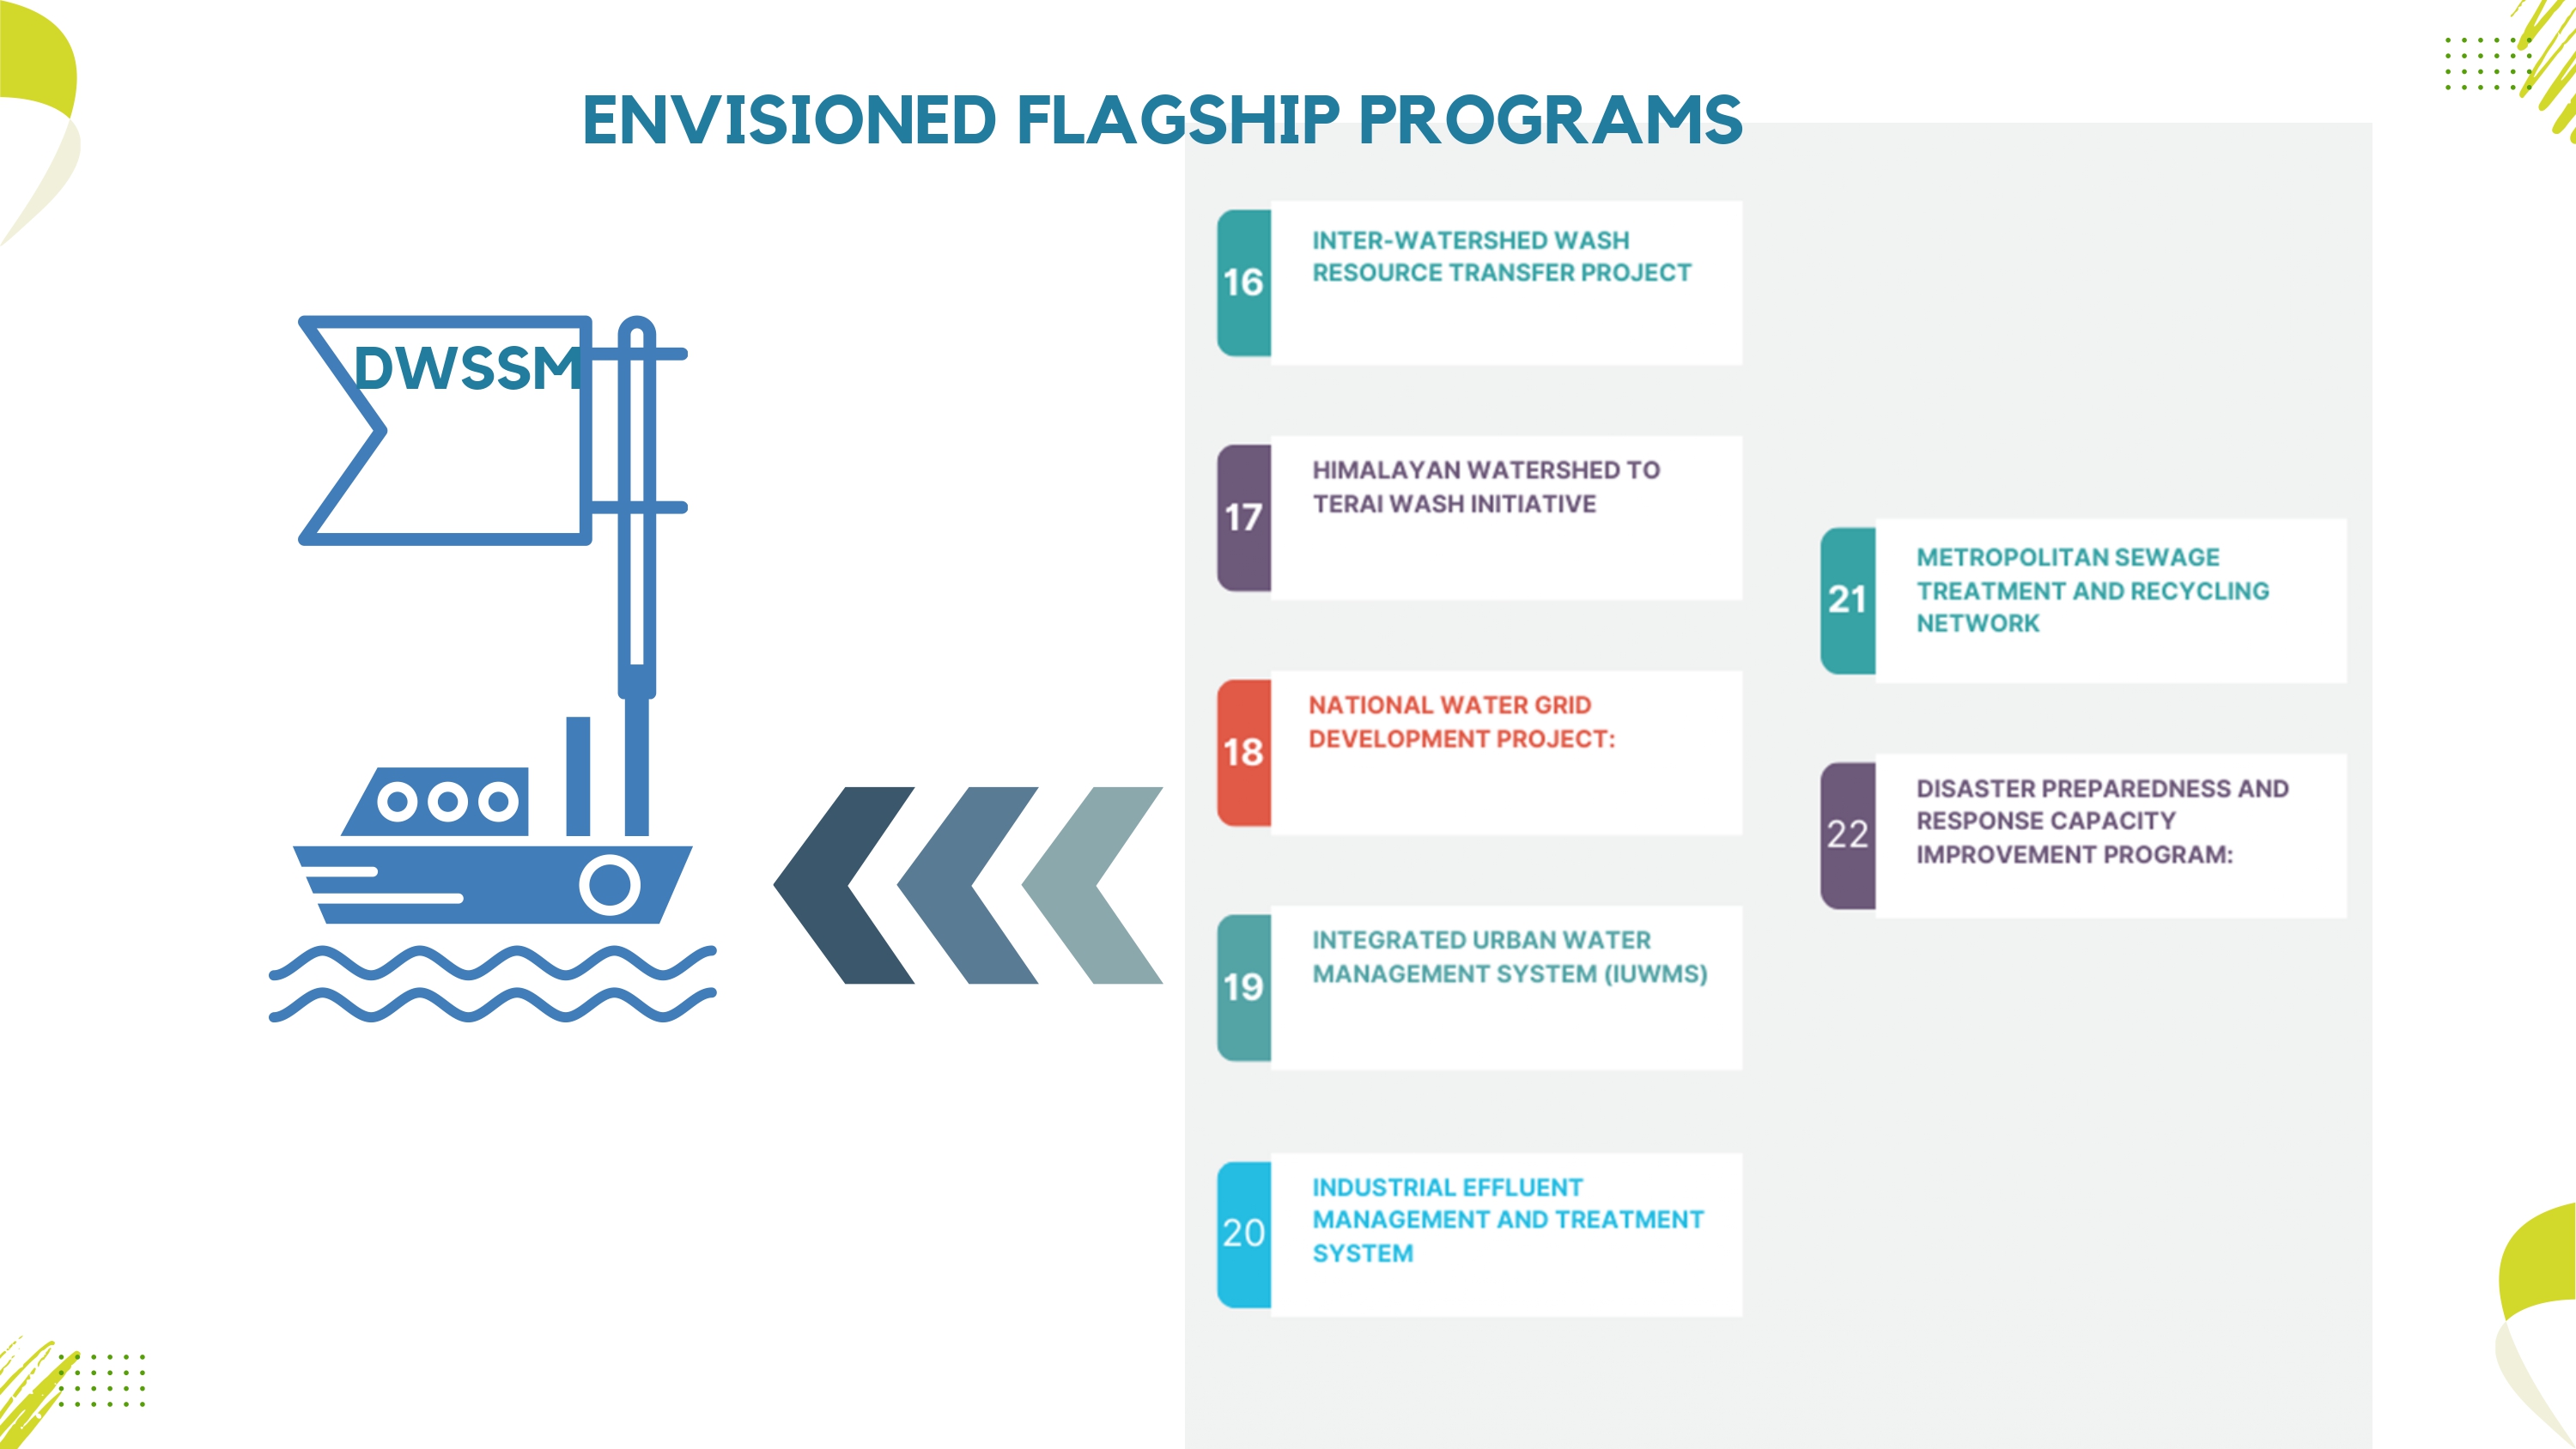 ENVISIONED FLAGSHIP PROGRAMS
DWSSM
16
INTER-WATERSHED WASH
RESOURCE TRANSFER PROJECT
17
HIMALAYAN WATERSHED TO
TERAI WASH INITIATIVE
18
NATIONAL WATER GRID
DEVELOPMENT PROJECT:
19
INTEGRATED URBAN WATER
MANAGEMENT SYSTEM (IUWMS)
20
INDUSTRIAL EFFLUENT
MANAGEMENT AND TREATMENT
SYSTEM
21
METROPOLITAN SEWAGE
TREATMENT AND RECYCLING
NETWORK
22
DISASTER PREPAREDNESS AND
RESPONSE CAPACITY
IMPROVEMENT PROGRAM: